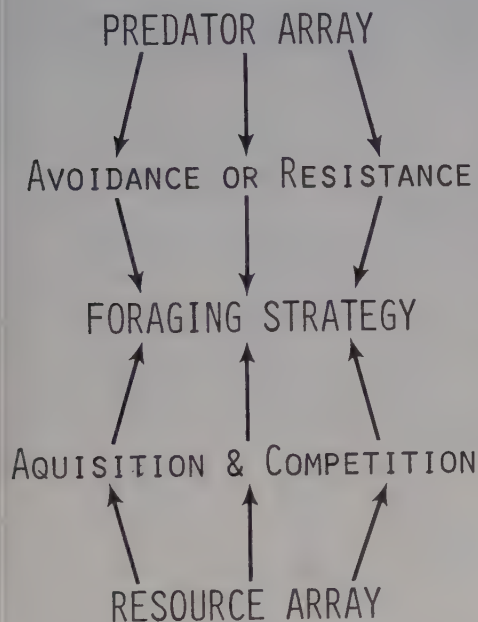 PREDATOR ARRAY
AVOIDANCE OR RESISTANCE
FORAGING STRATEGY
AQUISITION & COMPETITION
RESOURCE ARRAY